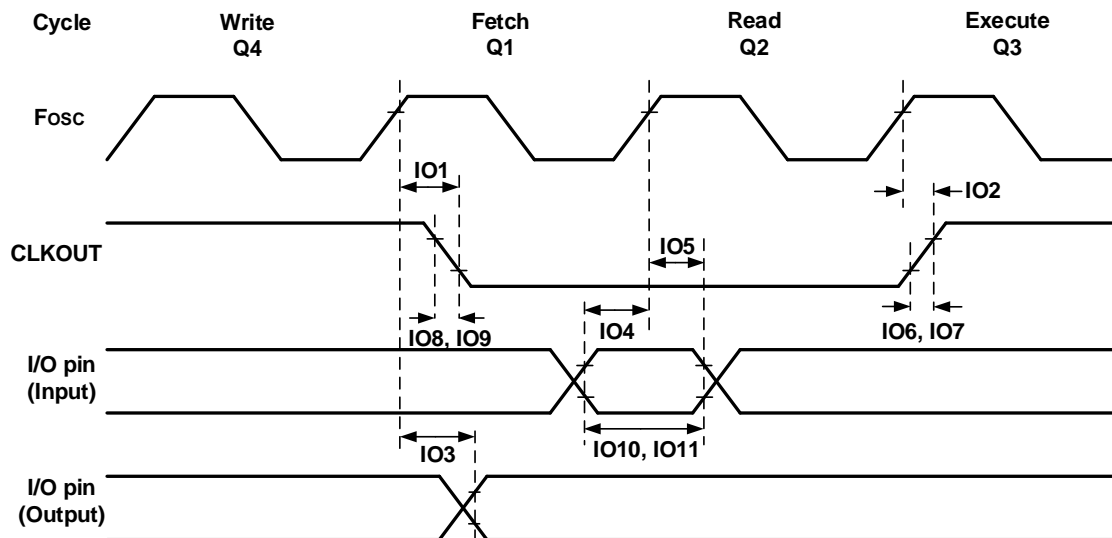 Cycle Write Fetch Read Execute
Q4 Q1 Q2 Q3
Fosc
IO1
IO2
CLKOUT
IO5
IO4
IO8, IO9
IO6, IO7
I/O pin
(Input)
IO10, IO11
IO3
I/O pin
(Output)